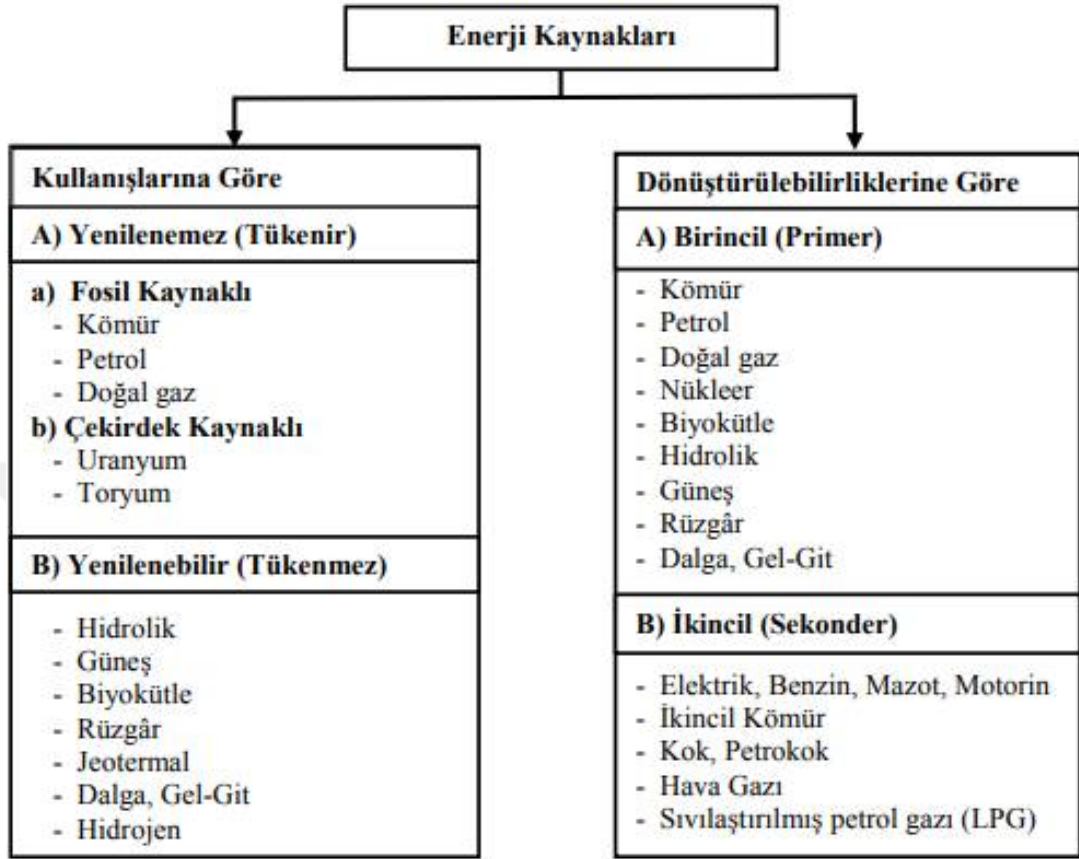 Enerji Kaynakları
Kullanışlarına Göre
A) Yenilenemez (Tükenir)
a) Fosil Kaynaklı
- Kömür
- Petrol
- Doğal gaz
b) Çekirdek Kaynaklı
- Uranyum
- Toryum
B) Yenilenebilir (Tükenmez)
- Hidrolik
- Güneş
- Biyokütle
- Rüzgâr
- Jeotermal
- Dalga, Gel-Git
- Hidrojen
Dönüştürülebilirliklerine Göre
A) Birincil (Primer)
- Kömür
- Petrol
- Doğal gaz
- Nükleer
- Biyokütle
- Hidrolik
- Güneş
- Rüzgâr
- Dalga, Gel-Git
B) İkincil (Sekonder)
- Elektrik, Benzin, Mazot, Motorin
- İkincil Kömür
- Kok, Petrokok
- Hava Gazı
- Sıvılaştırılmış petrol gazı (LPG)